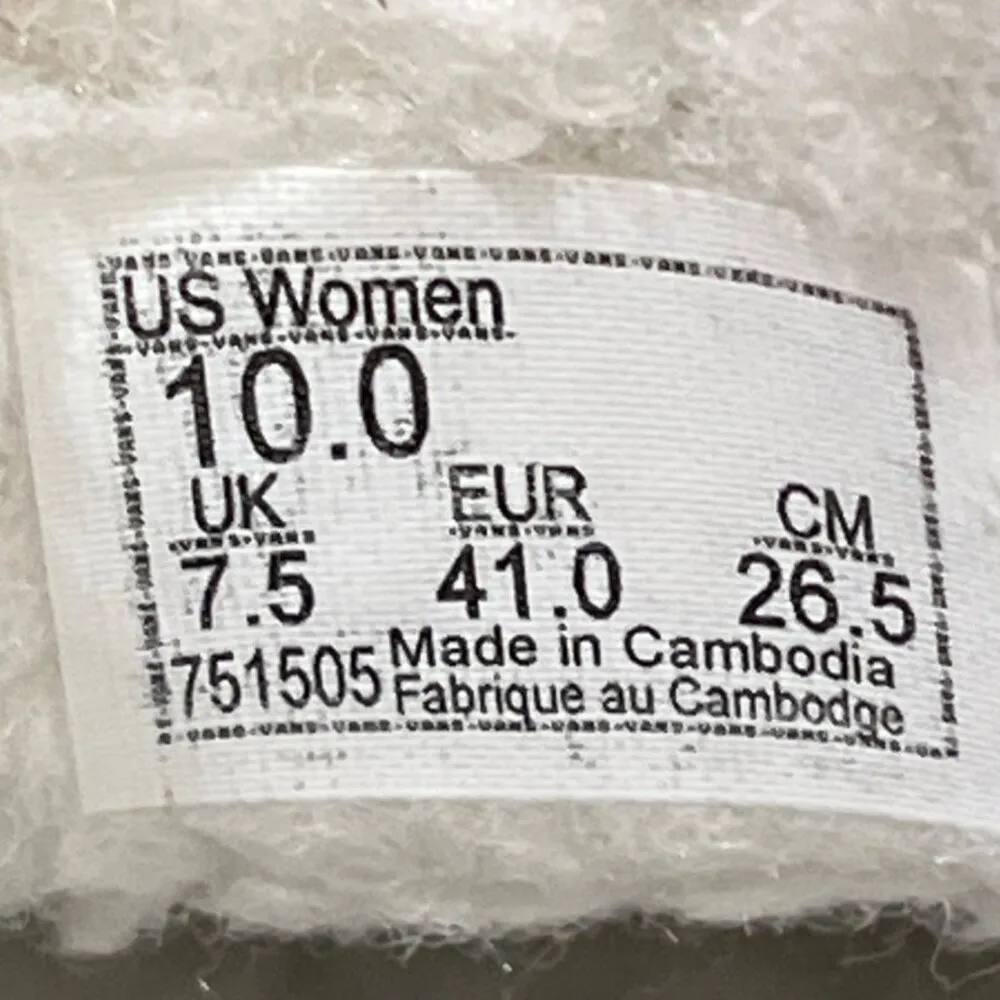 US Women
10.0
UK EUR CM
7.5 41.0 26.5
751505 Made in Cambodia
Fabrique au Cambodge